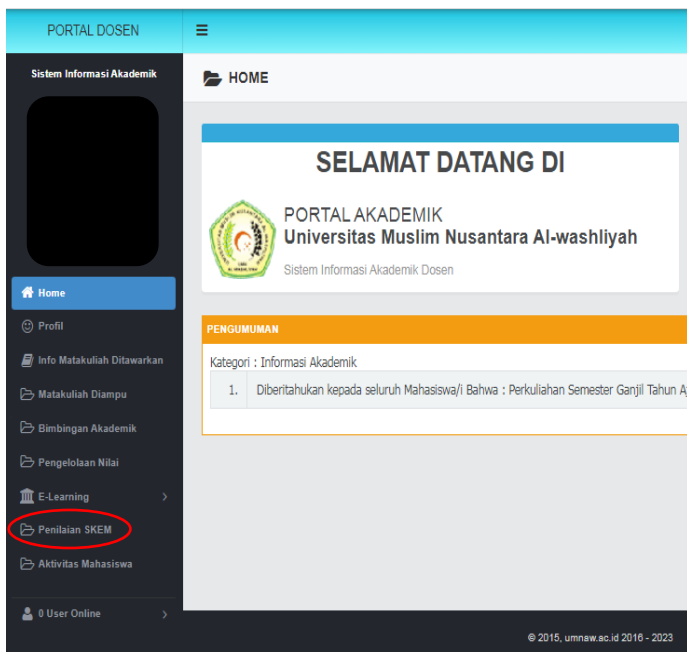 PORTAL DOSEN
Sistem Informasi Akademik
HOME
SELAMAT DATANG DI
PORTAL AKADEMIK
Universitas Muslim Nusantara Al-washliyah
Sistem Informasi Akademik Dosen
Home
Profil
Info Matakuliah Ditawarkan
Matakuliah Diampu
Bimbingan Akademik
Pengelolaan Nilai
E-Learning
Penilaian SKEM
Aktivitas Mahasiswa
0 User Online
PENGUMUMAN
Kategori : Informasi Akademik
1. Diberitahukan kepada seluruh Mahasiswa/i Bahwa : Perkuliahan Semester Ganjil Tahun
© 2015, umnaw.ac.id 2016 - 2023